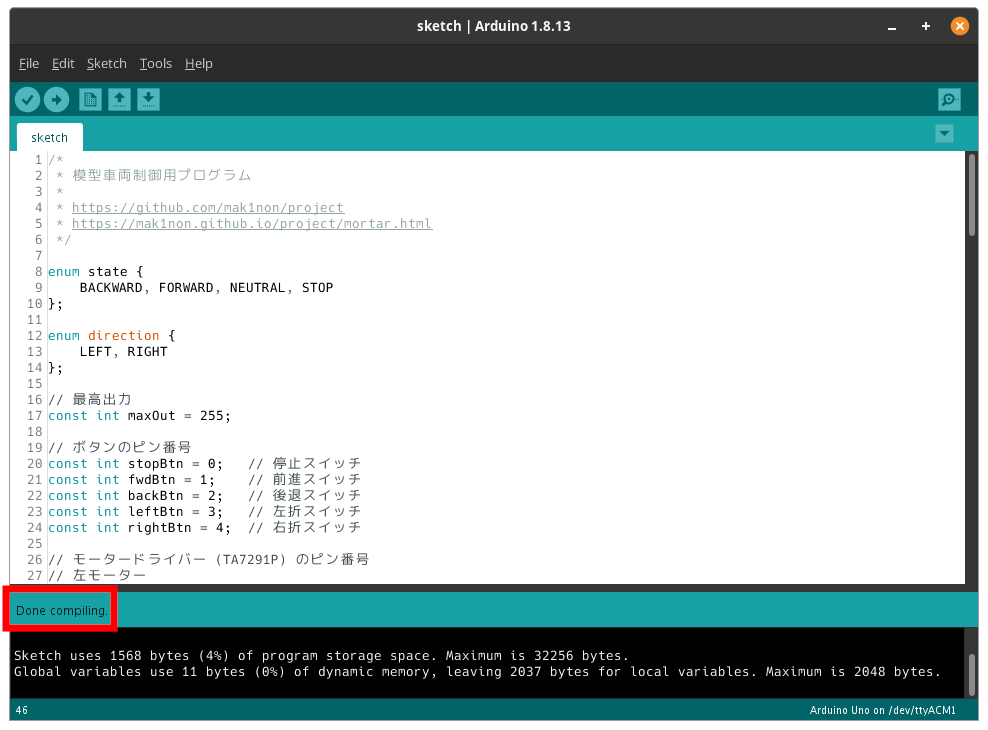 sketch | Arduino 1.8.13
File Edit Sketch Tools Help
sketch
1 /*
2  * 模型車両制御用プログラム
3  *
4  * https://github.com/mak1non/project
5  * https://mak1non.github.io/project/mortar.html
6  */
7
8 enum state {
9     BACKWARD, FORWARD, NEUTRAL, STOP
10 };
11
12 enum direction {
13     LEFT, RIGHT
14 };
15
16 // 最高出力
17 const int maxOut = 255;
18
19 // ボタンのピン番号
20 const int stopBtn = 0;   // 停止スイッチ
21 const int fwdBtn = 1;    // 前進スイッチ
22 const int backBtn = 2;   // 後退スイッチ
23 const int leftBtn = 3;   // 左折スイッチ
24 const int rightBtn = 4;  // 右折スイッチ
25
26 // モータードライバー (TA7291P) のピン番号
27 // 左モーター
Done compiling.
Sketch uses 1568 bytes (4%) of program storage space. Maximum is 32256 bytes.
Global variables use 11 bytes (0%) of dynamic memory, leaving 2037 bytes for local variables. Maximum is 2048 bytes.
46 Arduino Uno on /dev/ttyACM1